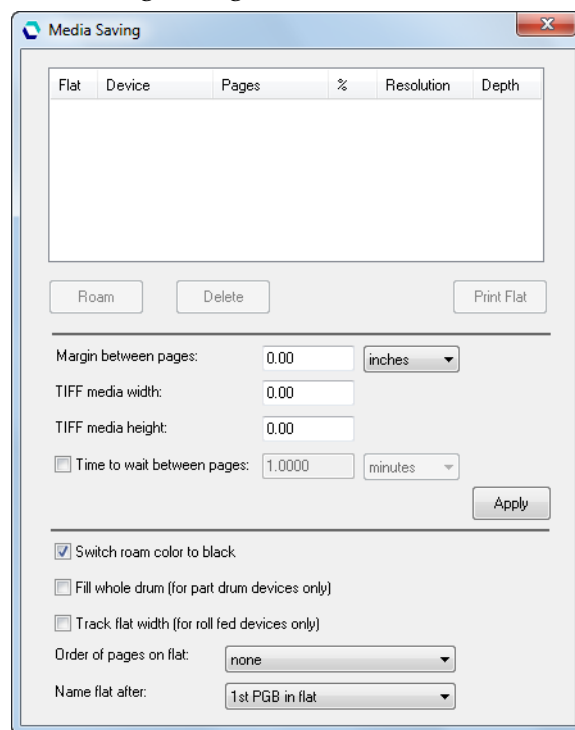 Media Saving
Flat Device Pages % Resolution Depth
Roam Delete Print Flat
Margin between pages: 0.00 inches
TIFF media width: 0.00
TIFF media height: 0.00
Time to wait between pages: 1.0000 minutes
Apply
Switch roam color to black
Fill whole drum (for part drum devices only)
Track flat width (for roll fed devices only)
Order of pages on flat: none
Name flat after: 1st PGB in flat